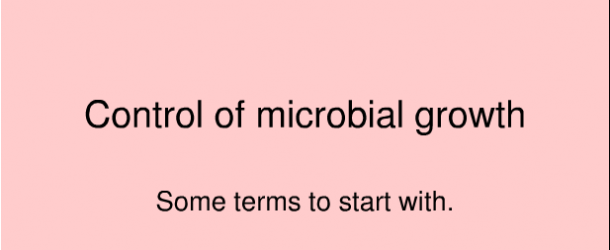 Control of microbial growth
Some terms to start with.